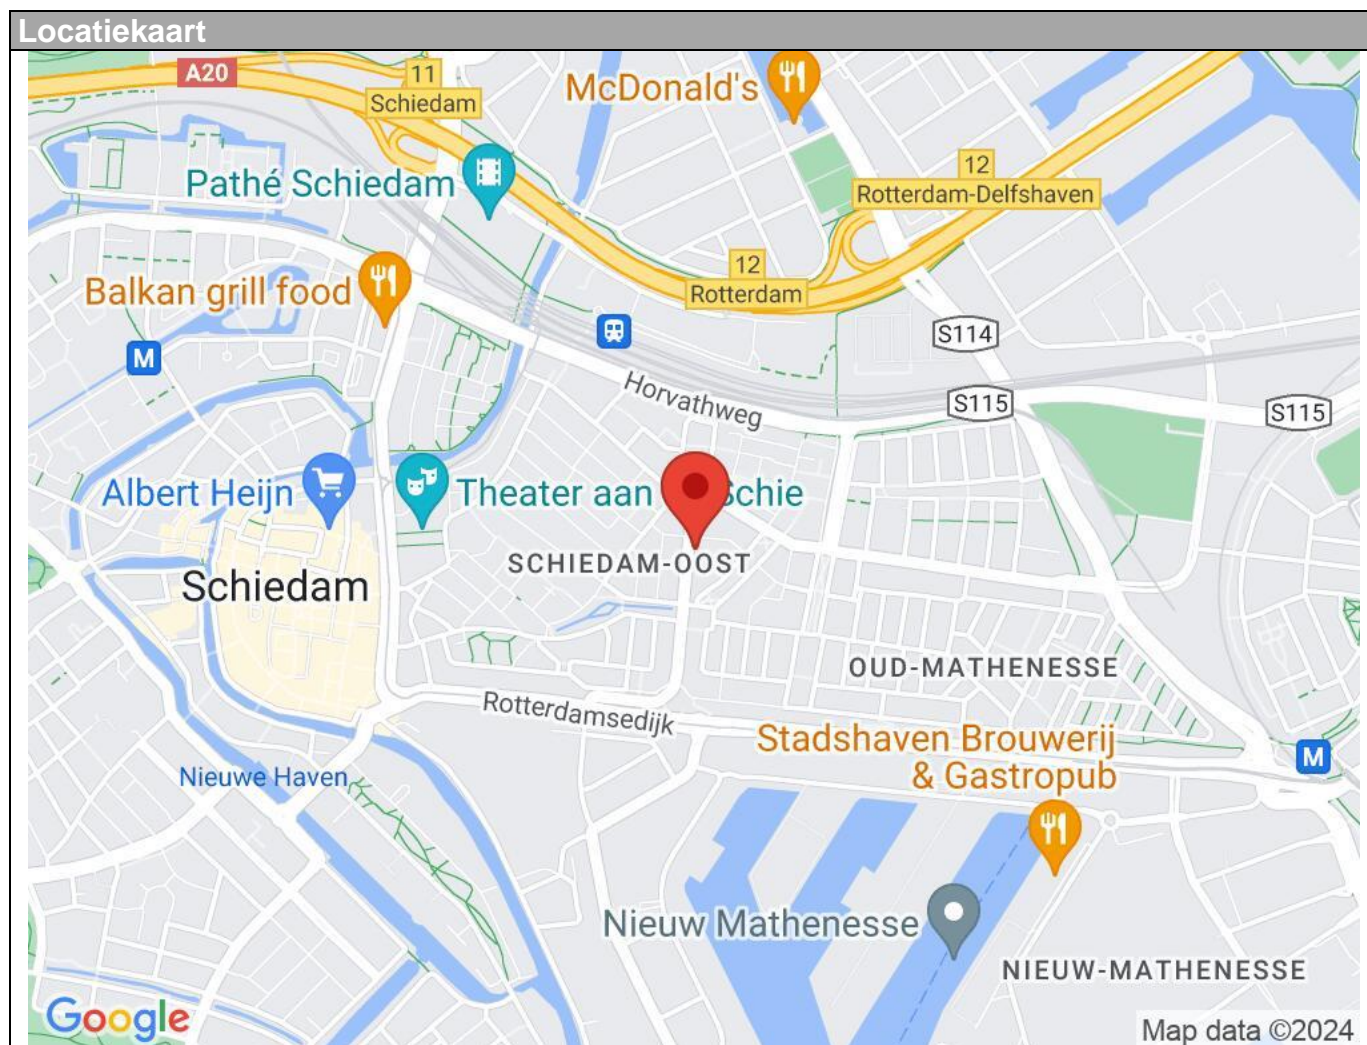 Locatiekaart
A20
11
Schiedam
McDonald's
Pathé Schiedam
12
Rotterdam-Delfshaven
12
Rotterdam
Balkan grill food
M
S114
Horvathweg
S115
S115
Albert Heijn
Theater aan
Schie
SCHIEDAM-OOST
Schiedam
OUD-MATHENESSE
Rotterdamsedijk
Stadshaven Brouwerij
& Gastropub
M
Nieuwe Haven
Nieuw Mathenesse
NIEUW-MATHENESSE
Google
Map data ©2024